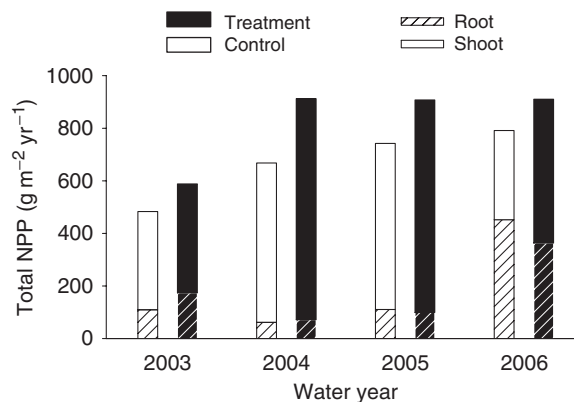 Treatment
Control
Root
Shoot
Total NPP (g m⁻² yr⁻¹)
1000
800
600
400
200
0
2003 2004 2005 2006
Water year